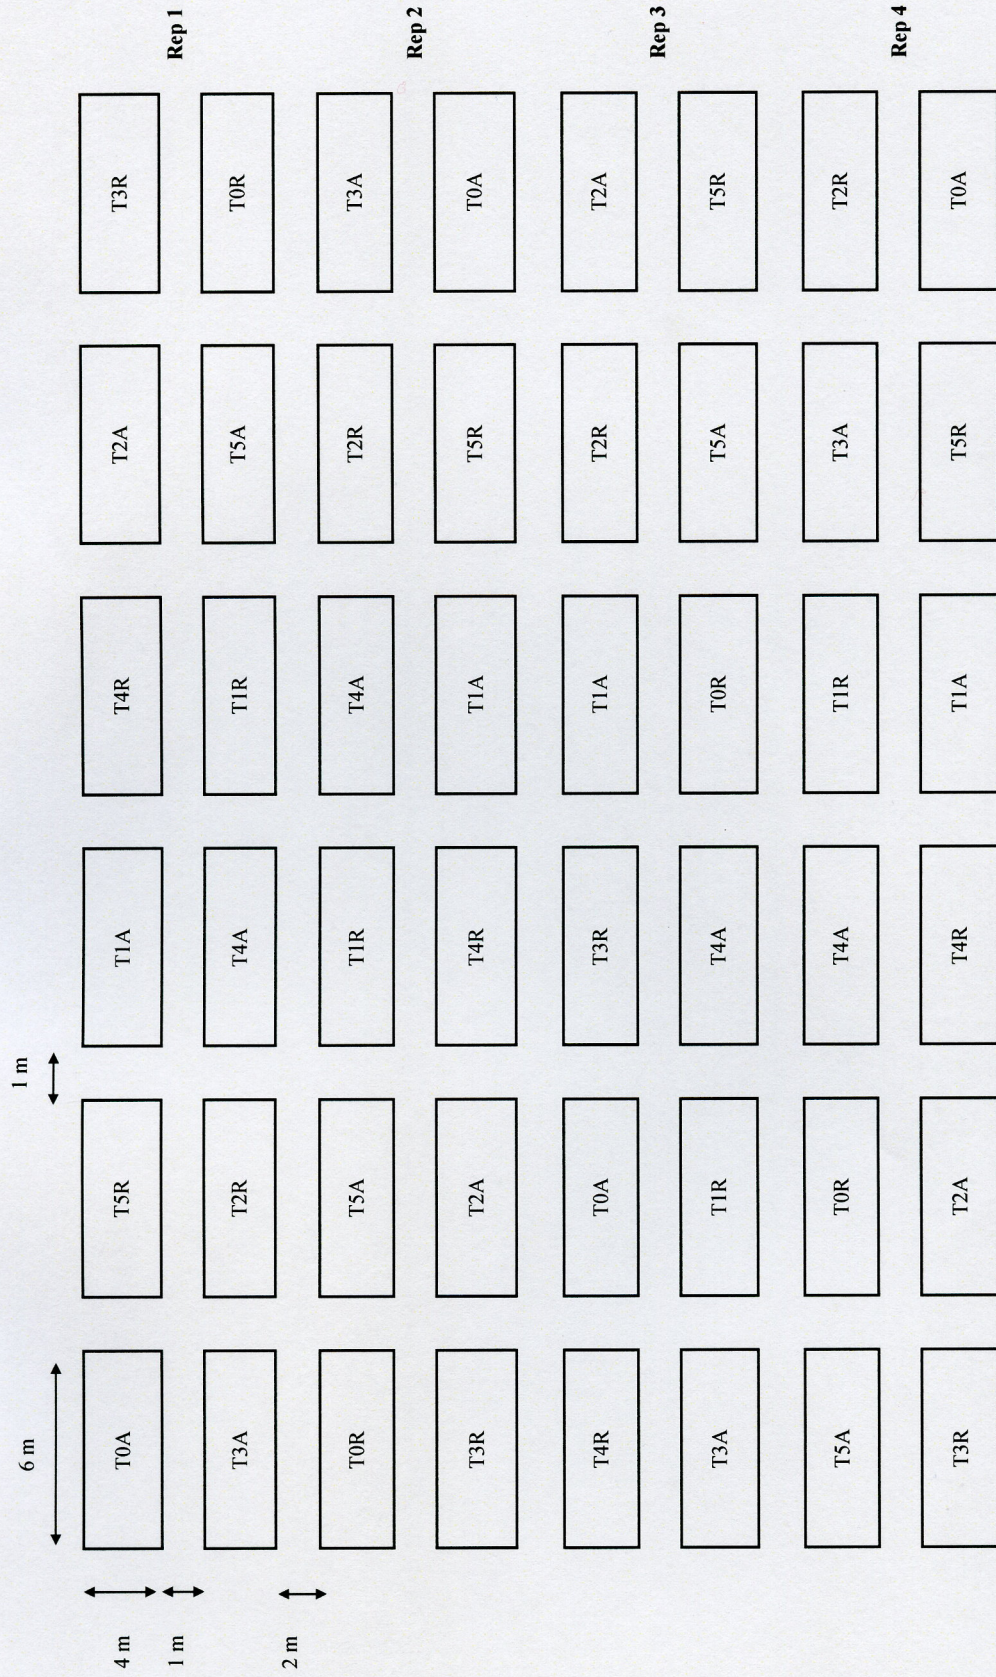 6 m 1 m
4 m T0A T5R T1A T4R T2A T3R
1 m Rep 1
T3A T2R T4A T1R T5A T0R
2 m
T0R T5A T1R T4A T2R T3A
Rep 2
T3R T2A T4R T1A T5R T0A
T4R T0A T3R T1A T2R T2A
Rep 3
T3A T1R T4A T0R T5A T5R
T5A T0R T4A T1R T3A T2R
Rep 4
T3R T2A T4R T1A T5R T0A